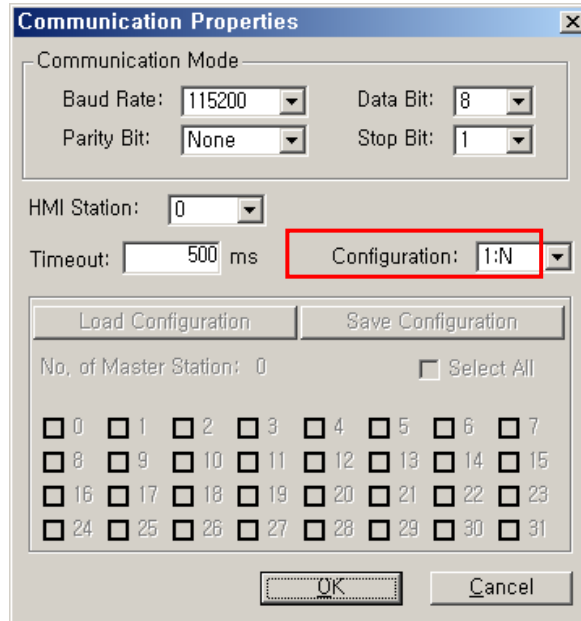 Communication Properties
Communication Mode
Baud Rate: 115200 Data Bit: 8
Parity Bit: None Stop Bit: 1
HMI Station: 0
Timeout: 500 ms Configuration: 1:N
Load Configuration Save Configuration
No, of Master Station: 0 Select All
0 1 2 3 4 5 6 7
8 9 10 11 12 13 14 15
16 17 18 19 20 21 22 23
24 25 26 27 28 29 30 31
OK Cancel